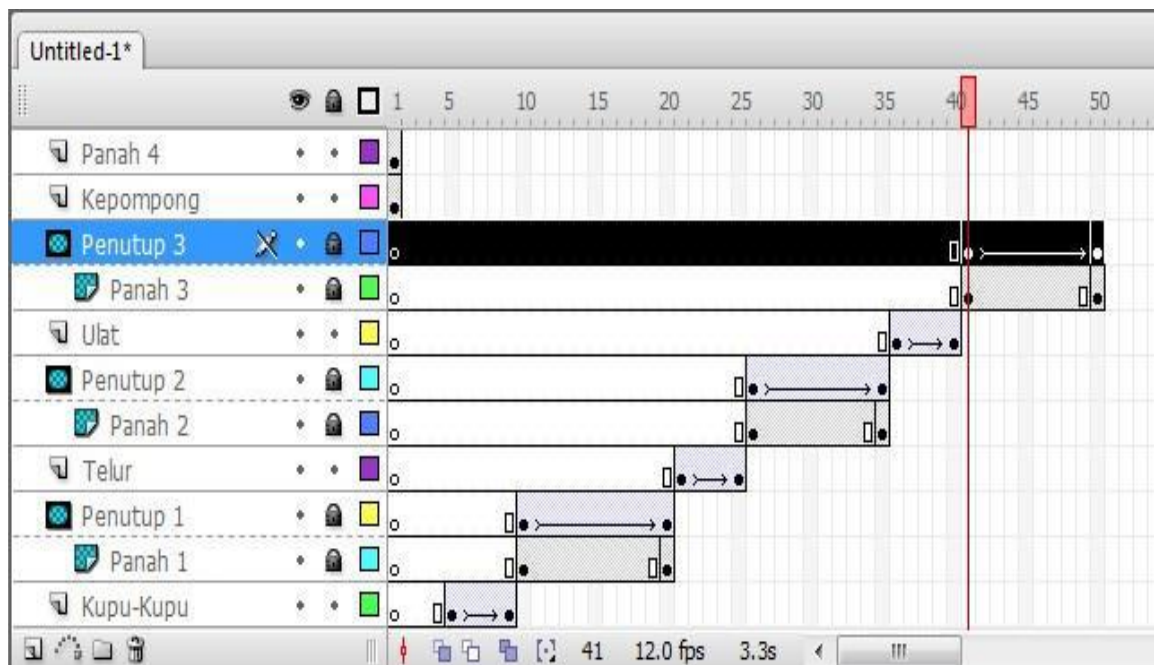 Untitled-1*
1 5 10 15 20 25 30 35 40 45 50
Panah 4
Kepompong
Penutup 3
Panah 3
Ulat
Penutup 2
Panah 2
Telur
Penutup 1
Panah 1
Kupu-Kupu
41 12.0 fps 3.3s